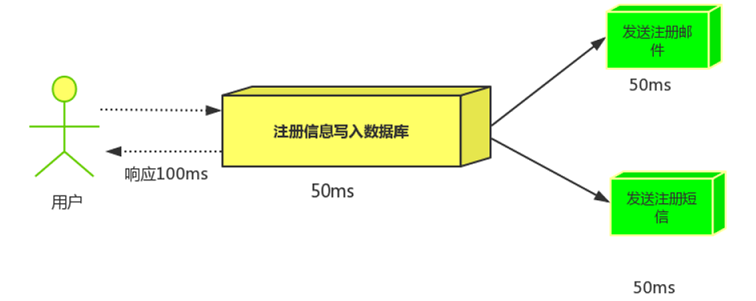 发送注册邮
件
50ms
注册信息写入数据库
响应100ms
50ms
用户
发送注册短
信
50ms